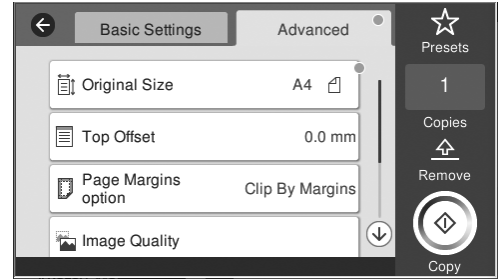 Basic Settings
Advanced
Presets
Original Size
A4
1
Copies
Top Offset
0.0 mm
Remove
Page Margins
option
Clip By Margins
Image Quality
Copy